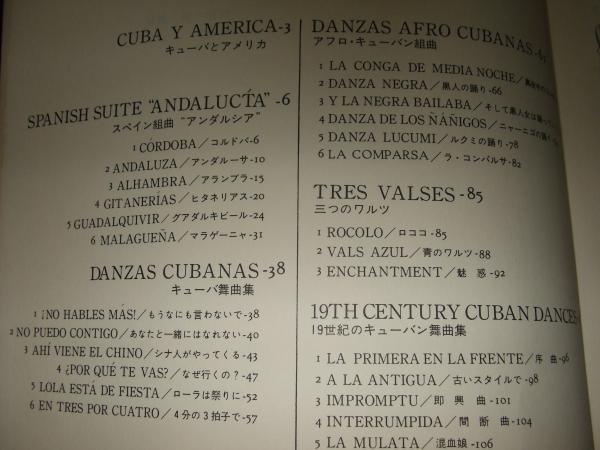 CUBA Y AMERICA-3
キューバとアメリカ
SPANISH SUITE "ANDALUCÍA" -6
スペイン組曲 "アンダルシア"
1 CÓRDOBA/コルドバ-6
2 ANDALUZA/アンダルーサ-10
3 ALHAMBRA/アランブラ-15
4 GITANERÍAS/ヒタネリアス-20
5 GUADALQUIVIR/グアダルキビール-24
6 MALAGUEÑA/マラゲーニャ-31
DANZAS CUBANAS-38
キューバ舞曲集
1 ¡NO HABLES MÁS!/もうなにも言わないで-38
2 NO PUEDO CONTIGO/あなたと一緒にはなれない-40
3 AHÍ VIENE EL CHINO/シナ人がやってくる-43
4 ¿POR QUÉ TE VAS?/なぜ行くの?-47
5 LOLA ESTÁ DE FIESTA/ローラは祭りに-52
6 EN TRES POR CUATRO/4分の3拍子で-57
DANZAS AFRO CUBANAS
アフロ・キューバン組曲
1 LA CONGA DE MEDIA NOCHE/
2 DANZA NEGRA/黒人の踊り-66
3 Y LA NEGRA BAILABA/そして黒人女は踊って
4 DANZA DE LOS ÑÁÑIGOS/ニャーニゴの踊り
5 DANZA LUCUMI/ルクミの踊り-78
6 LA COMPARSA/ラ・コンパルサ-82
TRES VALSES-85
三つのワルツ
1 ROCOLO/ロココ-85
2 VALS AZUL/青のワルツ-88
3 ENCHANTMENT/魅惑-92
19TH CENTURY CUBAN DANCES-
19世紀のキューバン舞曲集
1 LA PRIMERA EN LA FRENTE/序曲-96
2 A LA ANTIGUA/古いスタイルで-98
3 IMPROMPTU/即興曲-101
4 INTERRUMPIDA/間断曲-104
5 LA MULATA/混血娘-106